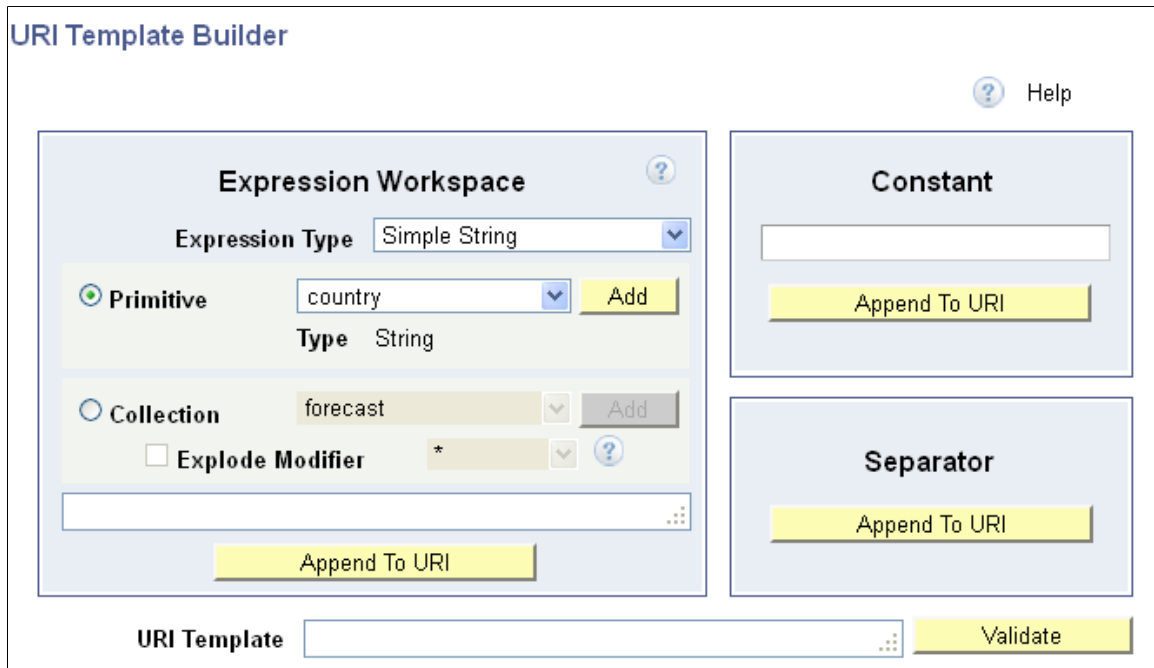 URI Template Builder
? Help
Expression Workspace ?
Expression Type Simple String
Primitive country Add
Type String
Collection forecast Add
Explode Modifier * ?
Append To URI
Constant
Append To URI
Separator
Append To URI
URI Template Validate